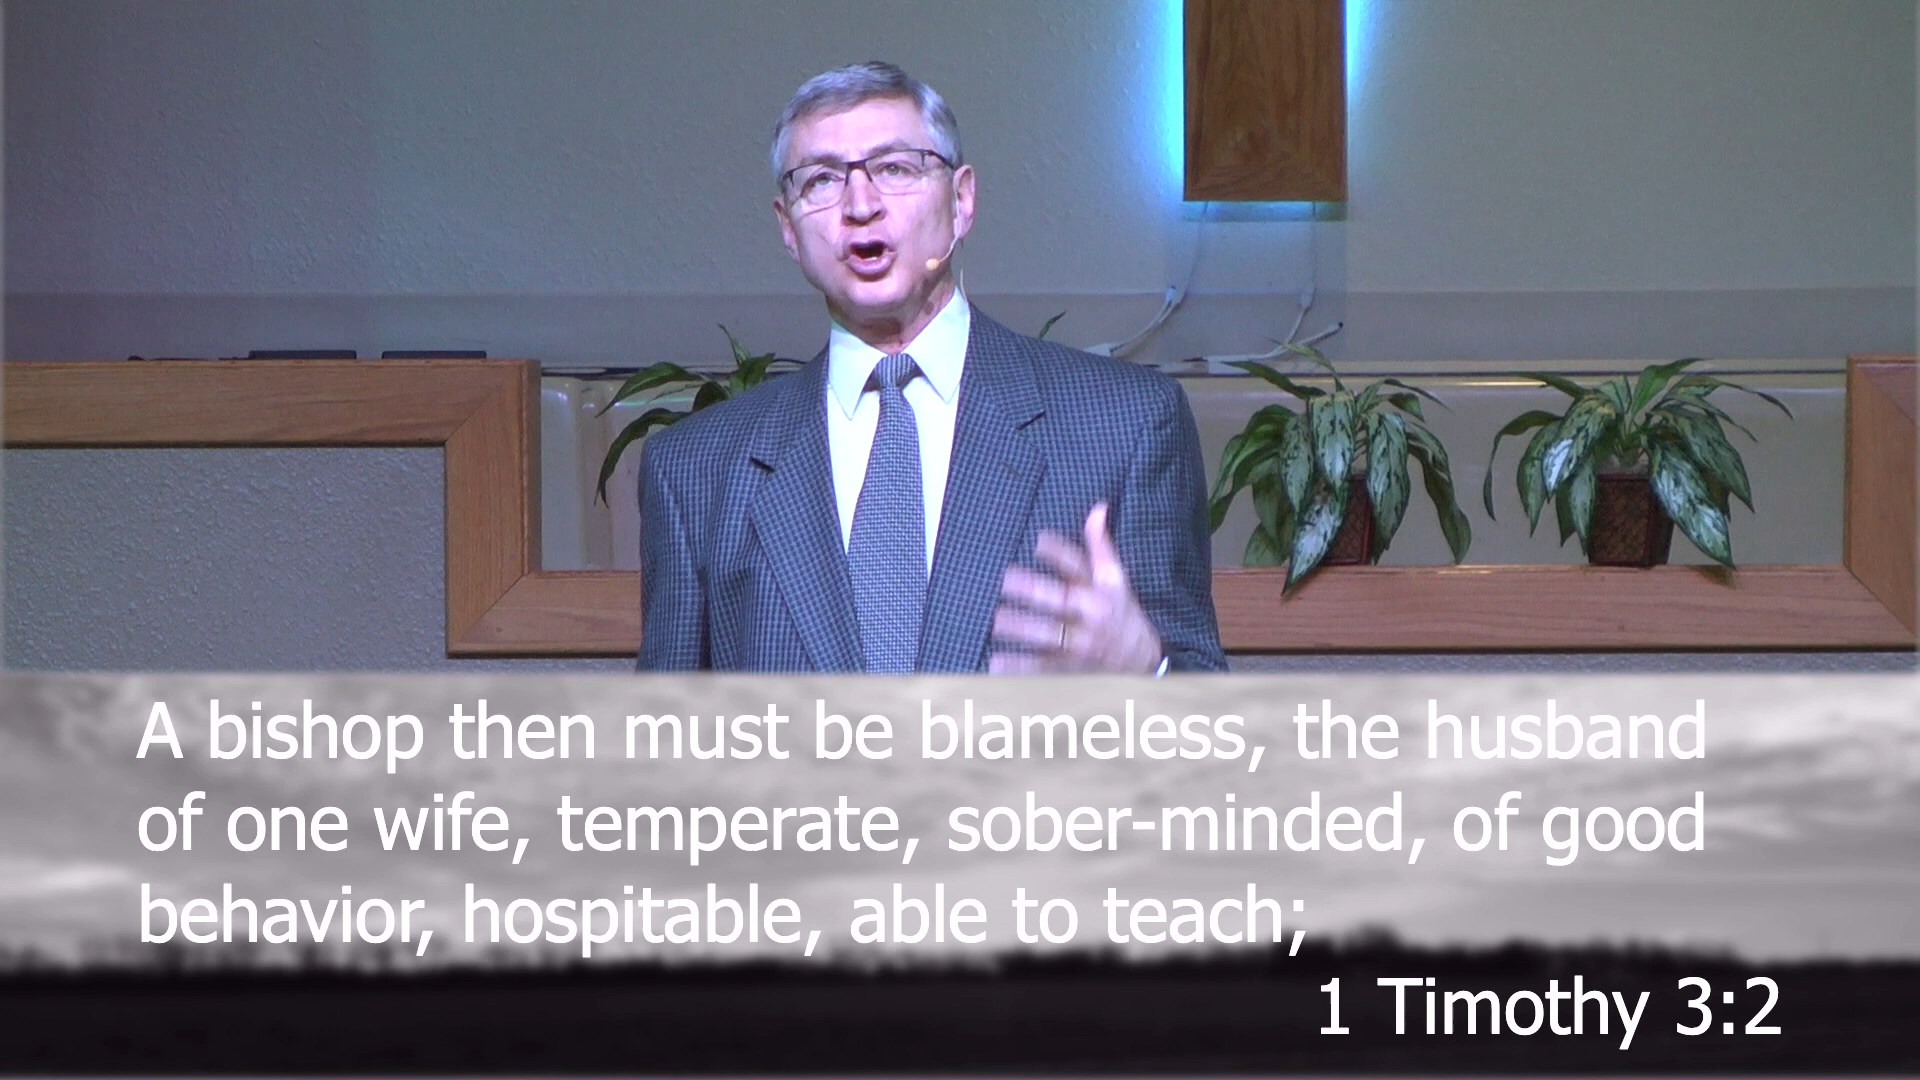 A bishop then must be blameless, the husband
of one wife, temperate, sober-minded, of good
behavior, hospitable, able to teach;
1 Timothy 3:2